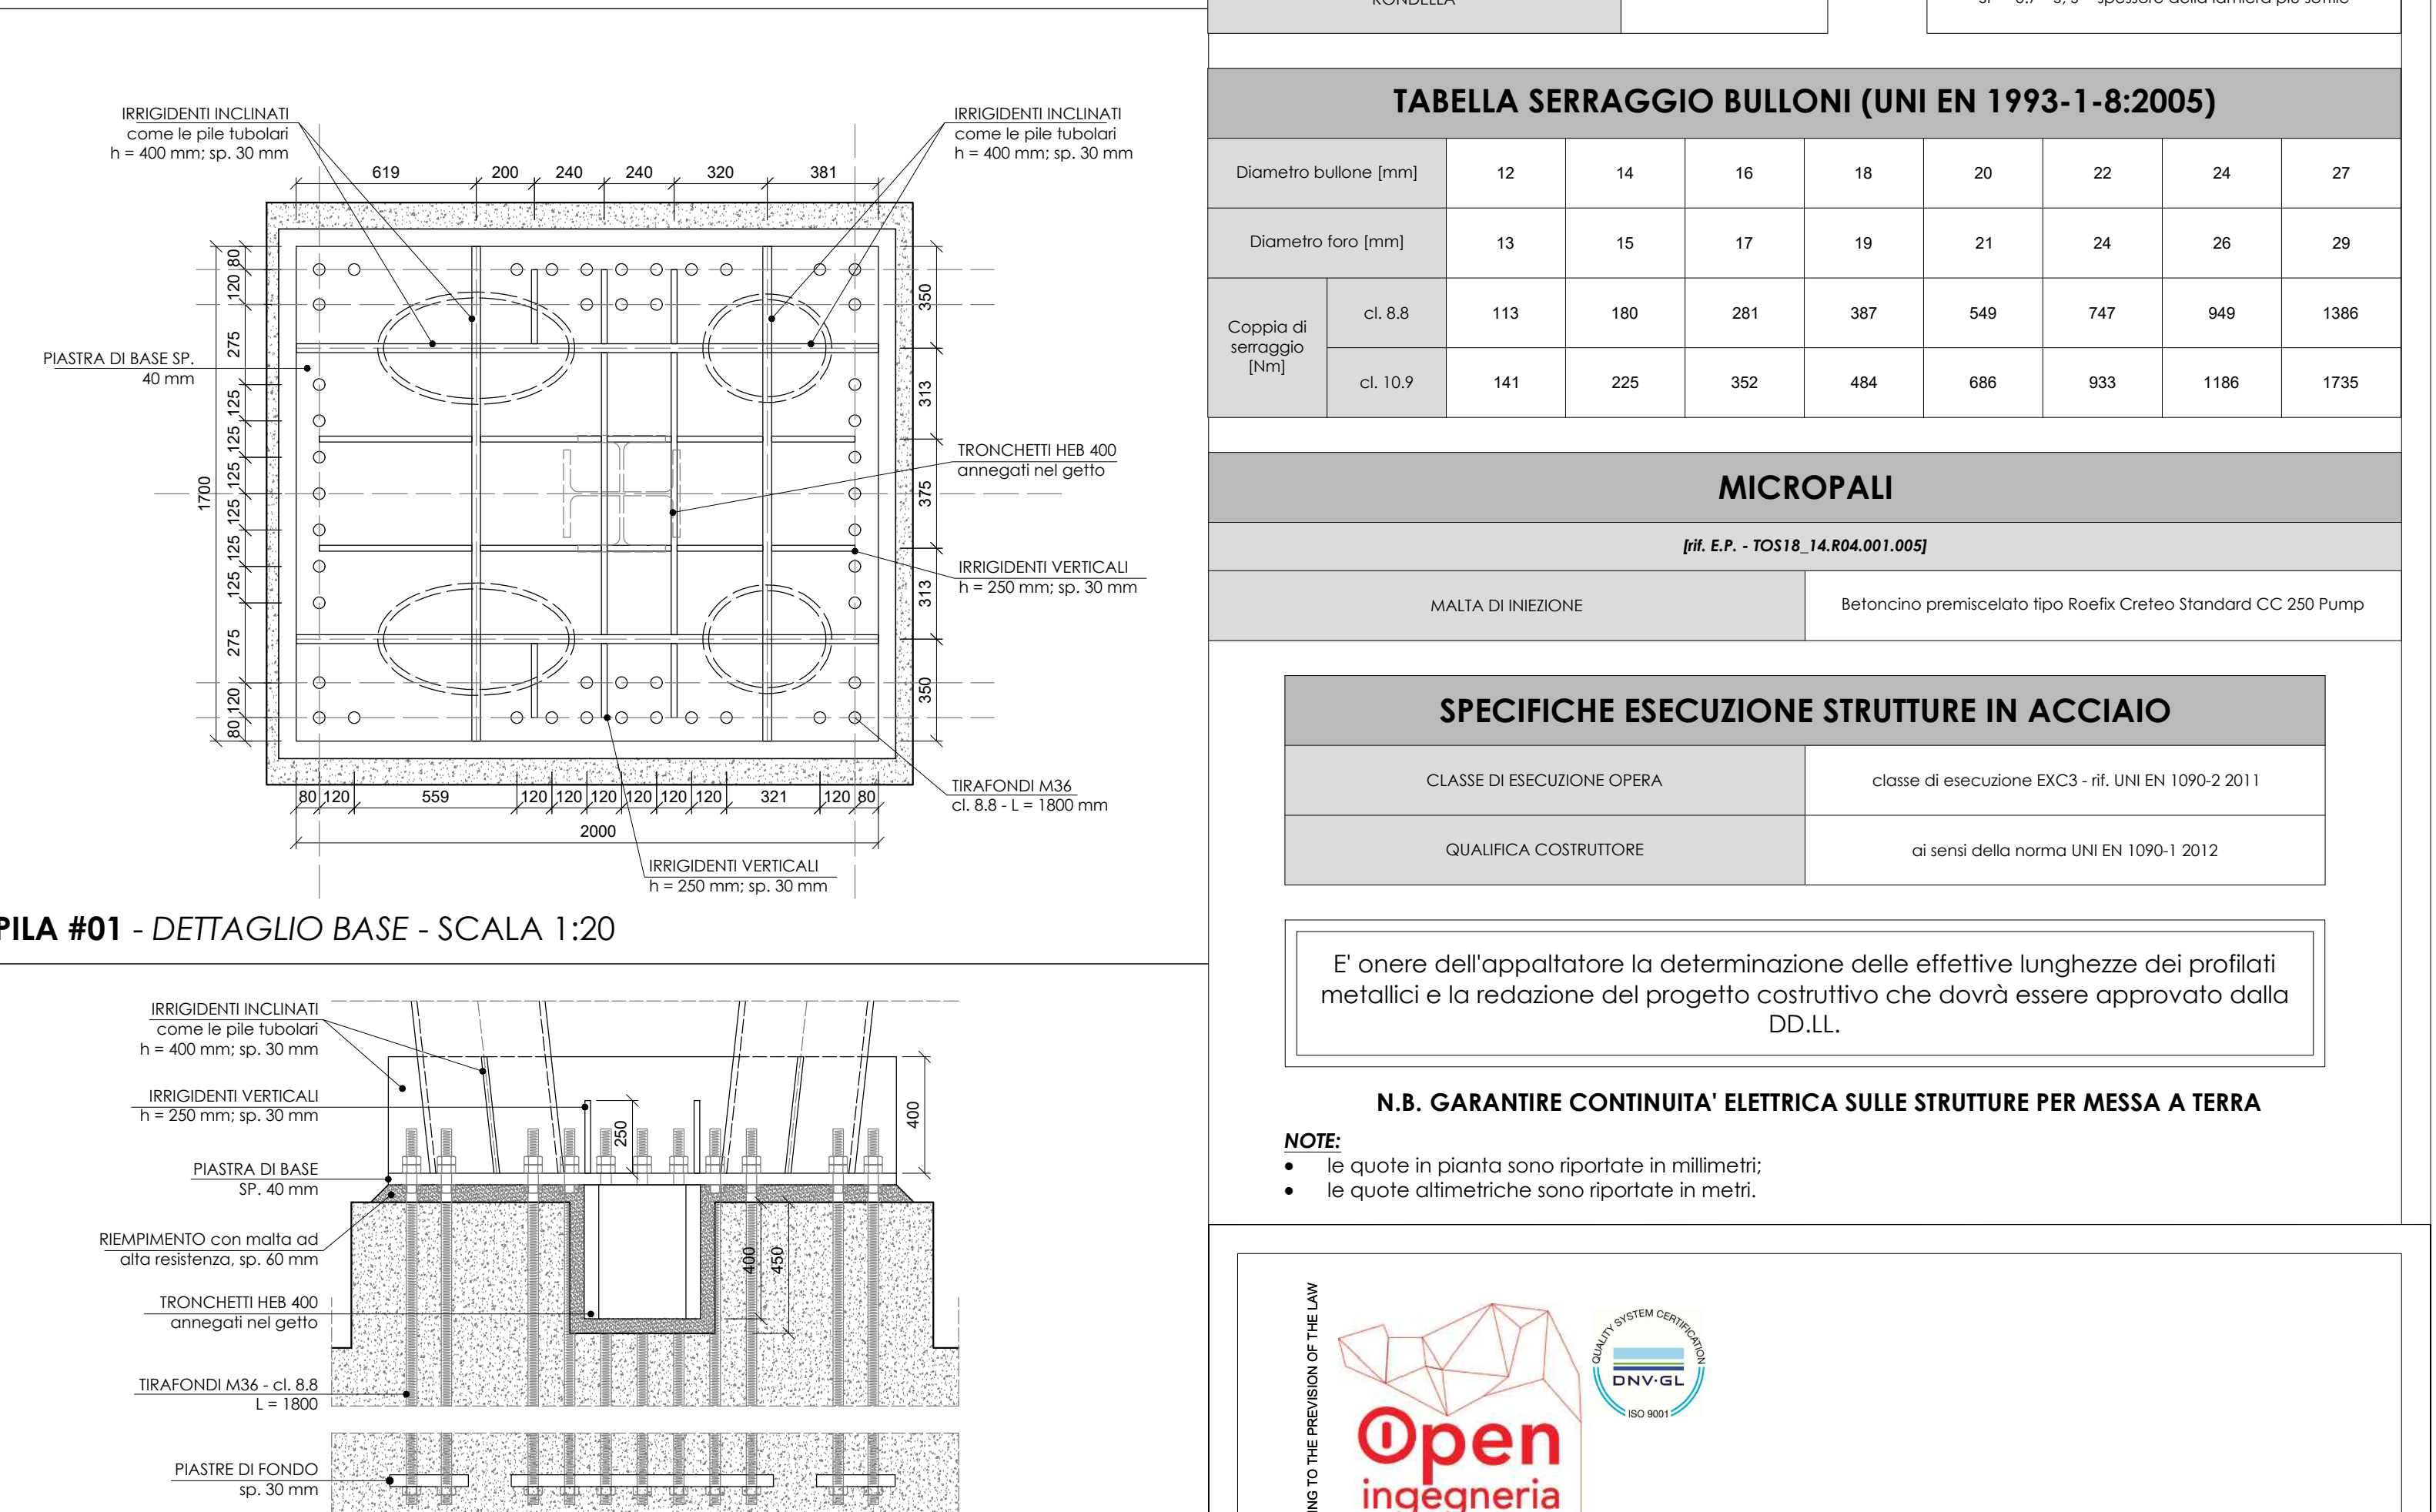 IRRIGIDENTI INCLINATI
come le pile tubolari
h = 400 mm; sp. 30 mm
IRRIGIDENTI INCLINATI
come le pile tubolari
h = 400 mm; sp. 30 mm
619 200 240 240 320 381
80
120
275
125
125
125
125
125
125
275
120
80
1700
350
313
375
313
350
PIASTRA DI BASE SP.
40 mm
TRONCHETTI HEB 400
annegati nel getto
IRRIGIDENTI VERTICALI
h = 250 mm; sp. 30 mm
TIRAFONDI M36
cl. 8.8 - L = 1800 mm
80 120 559 120 120 120 120 120 120 321 120 80
2000
IRRIGIDENTI VERTICALI
h = 250 mm; sp. 30 mm
PILA #01 - DETTAGLIO BASE - SCALA 1:20
IRRIGIDENTI INCLINATI
come le pile tubolari
h = 400 mm; sp. 30 mm
IRRIGIDENTI VERTICALI
h = 250 mm; sp. 30 mm
250
400
PIASTRA DI BASE
SP. 40 mm
RIEMPIMENTO con malta ad
alta resistenza, sp. 60 mm
400
450
TRONCHETTI HEB 400
annegati nel getto
TIRAFONDI M36 - cl. 8.8
L = 1800
PIASTRE DI FONDO
sp. 30 mm
TABELLA SERRAGGIO BULLONI (UNI EN 1993-1-8:2005)
Diametro bullone [mm] 12 14 16 18 20 22 24 27
Diametro foro [mm] 13 15 17 19 21 24 26 29
Coppia di
serraggio
[Nm]
cl. 8.8 113 180 281 387 549 747 949 1386
cl. 10.9 141 225 352 484 686 933 1186 1735
MICROPALI
[rif. E.P. - TOS18_14.R04.001.005]
MALTA DI INIEZIONE Betoncino premiscelato tipo Roefix Creteo Standard CC 250 Pump
SPECIFICHE ESECUZIONE STRUTTURE IN ACCIAIO
CLASSE DI ESECUZIONE OPERA classe di esecuzione EXC3 - rif. UNI EN 1090-2 2011
QUALIFICA COSTRUTTORE ai sensi della norma UNI EN 1090-1 2012
E' onere dell'appaltatore la determinazione delle effettive lunghezze dei profilati
metallici e la redazione del progetto costruttivo che dovrà essere approvato dalla
DD.LL.
N.B. GARANTIRE CONTINUITA' ELETTRICA SULLE STRUTTURE PER MESSA A TERRA
NOTE:
• le quote in pianta sono riportate in millimetri;
• le quote altimetriche sono riportate in metri.
TO THE PREVISION OF THE LAW
Open
ingegneria
QUALITY SYSTEM CERTIFICATION
DNV·GL
ISO 9001